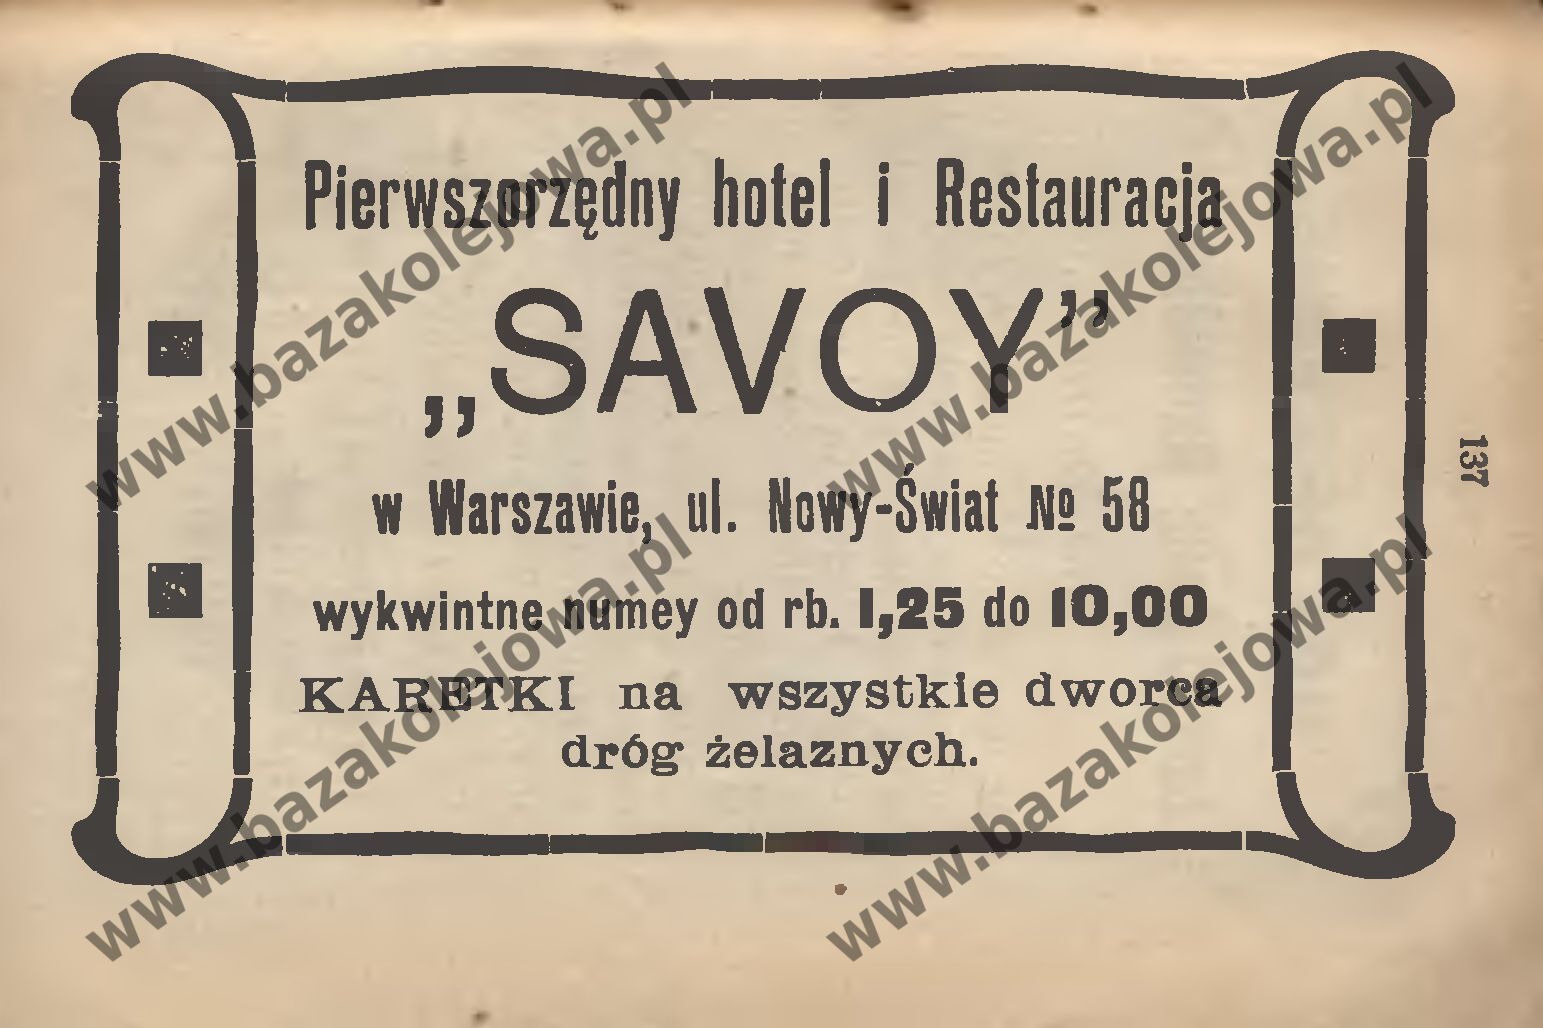 Pierwszorzędny hotel i Restauracja
„SAVOY”
w Warszawie, ul. Nowy-Świat № 58
wykwintne numey od rb. 1,25 do 10,00
KARETKI na wszystkie dworca
dróg żelaznych.
137
www.bazakolejowa.pl
www.bazakolejowa.pl
www.bazakolejowa.pl
www.bazakolejowa.pl